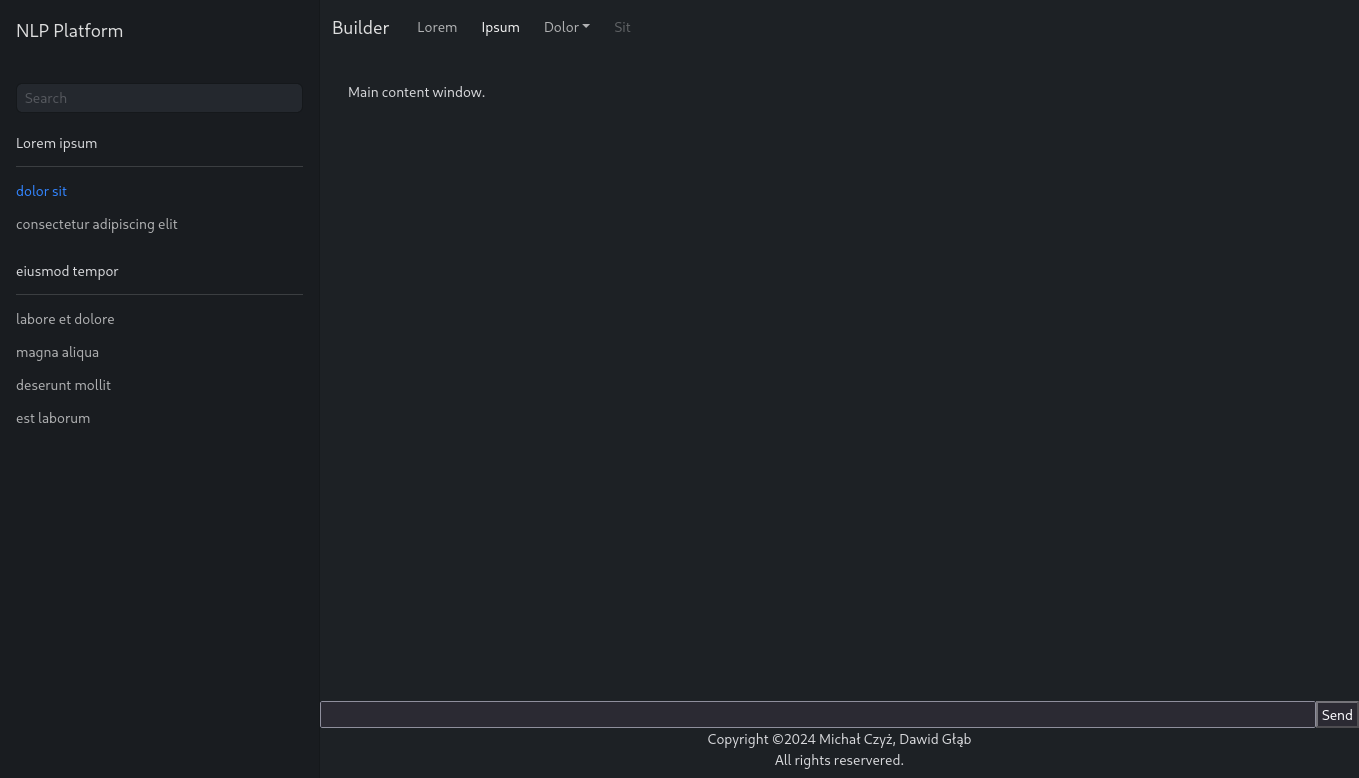 NLP Platform
Search
Lorem ipsum
dolor sit
consectetur adipiscing elit
eiusmod tempor
labore et dolore
magna aliqua
deserunt mollit
est laborum
Builder Lorem Ipsum Dolor Sit
Main content window.
Send
Copyright ©2024 Michał Czyż, Dawid Głąb
All rights reservered.